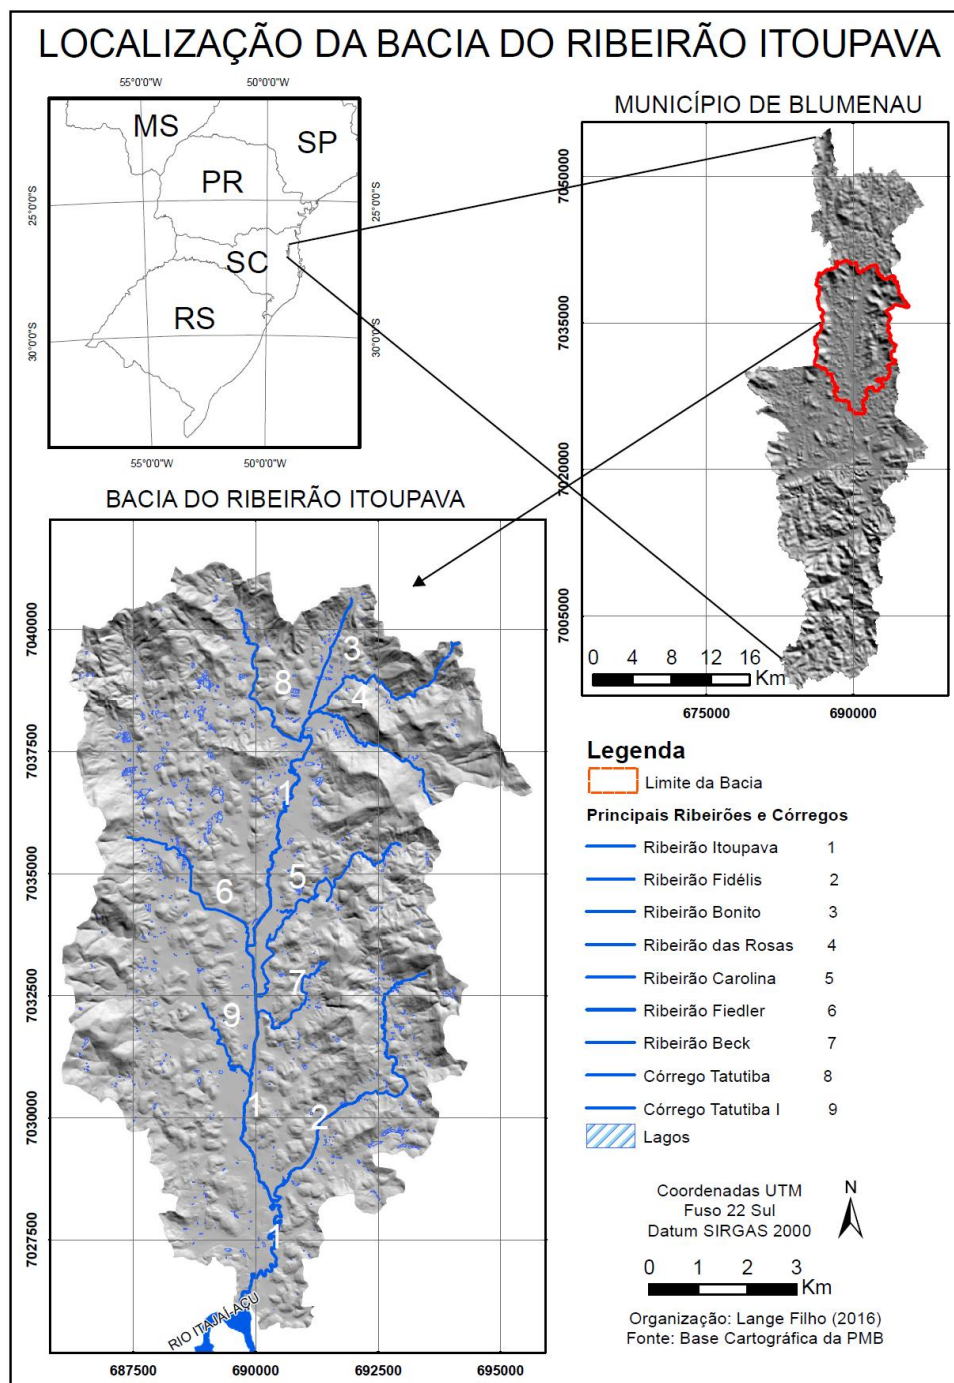 LOCALIZAÇÃO DA BACIA DO RIBEIRÃO ITOUPAVA
55°0'0"W 50°0'0"W
MS
SP
PR
SC
RS
25°0'0"S
25°0'0"S
30°0'0"S
30°0'0"S
55°0'0"W 50°0'0"W
MUNICÍPIO DE BLUMENAU
7050000
7035000
7020000
7005000
0 4 8 12 16
Km
675000 690000
BACIA DO RIBEIRÃO ITOUPAVA
7040000
7037500
7035000
7032500
7030000
7027500
3
8
4
1
5
6
7
9
1
2
1
RIO ITAJAÍ-AÇU
687500 690000 692500 695000
Legenda
Limite da Bacia
Principais Ribeirões e Córregos
Ribeirão Itoupava 1
Ribeirão Fidélis 2
Ribeirão Bonito 3
Ribeirão das Rosas 4
Ribeirão Carolina 5
Ribeirão Fiedler 6
Ribeirão Beck 7
Córrego Tatutiba 8
Córrego Tatutiba I 9
Lagos
Coordenadas UTM
Fuso 22 Sul
Datum SIRGAS 2000
N
0 1 2 3
Km
Organização: Lange Filho (2016)
Fonte: Base Cartográfica da PMB